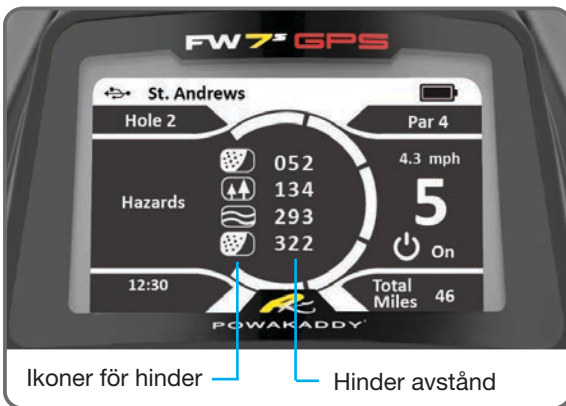 FW7s GPS
St. Andrews
Hole 2 Par 4
4.3 mph
Hazards
052
134
293
322
5
On
12:30 Total Miles 46
POWAKADDY
Ikoner för hinder Hinder avstånd